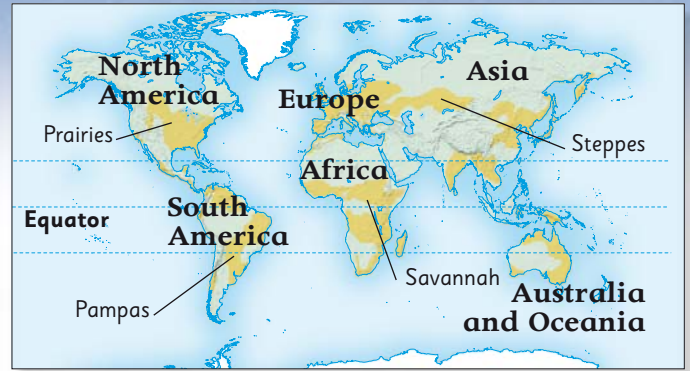 North
America
Prairies
Europe
Asia
Steppes
Africa
Equator
South
America
Savannah
Pampas
Australia
and Oceania